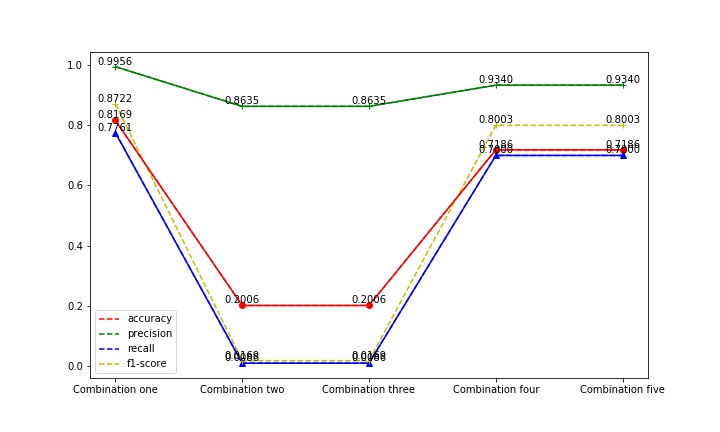 0.9956
0.8635
0.8635
0.9340
0.9340
0.8722
0.8169
0.7761
0.8003
0.8003
0.7186
0.7186
0.2006
0.2006
1.0
0.8
0.6
0.4
0.2
0.0
accuracy
precision
recall
f1-score
Combination one
Combination two
Combination three
Combination four
Combination five